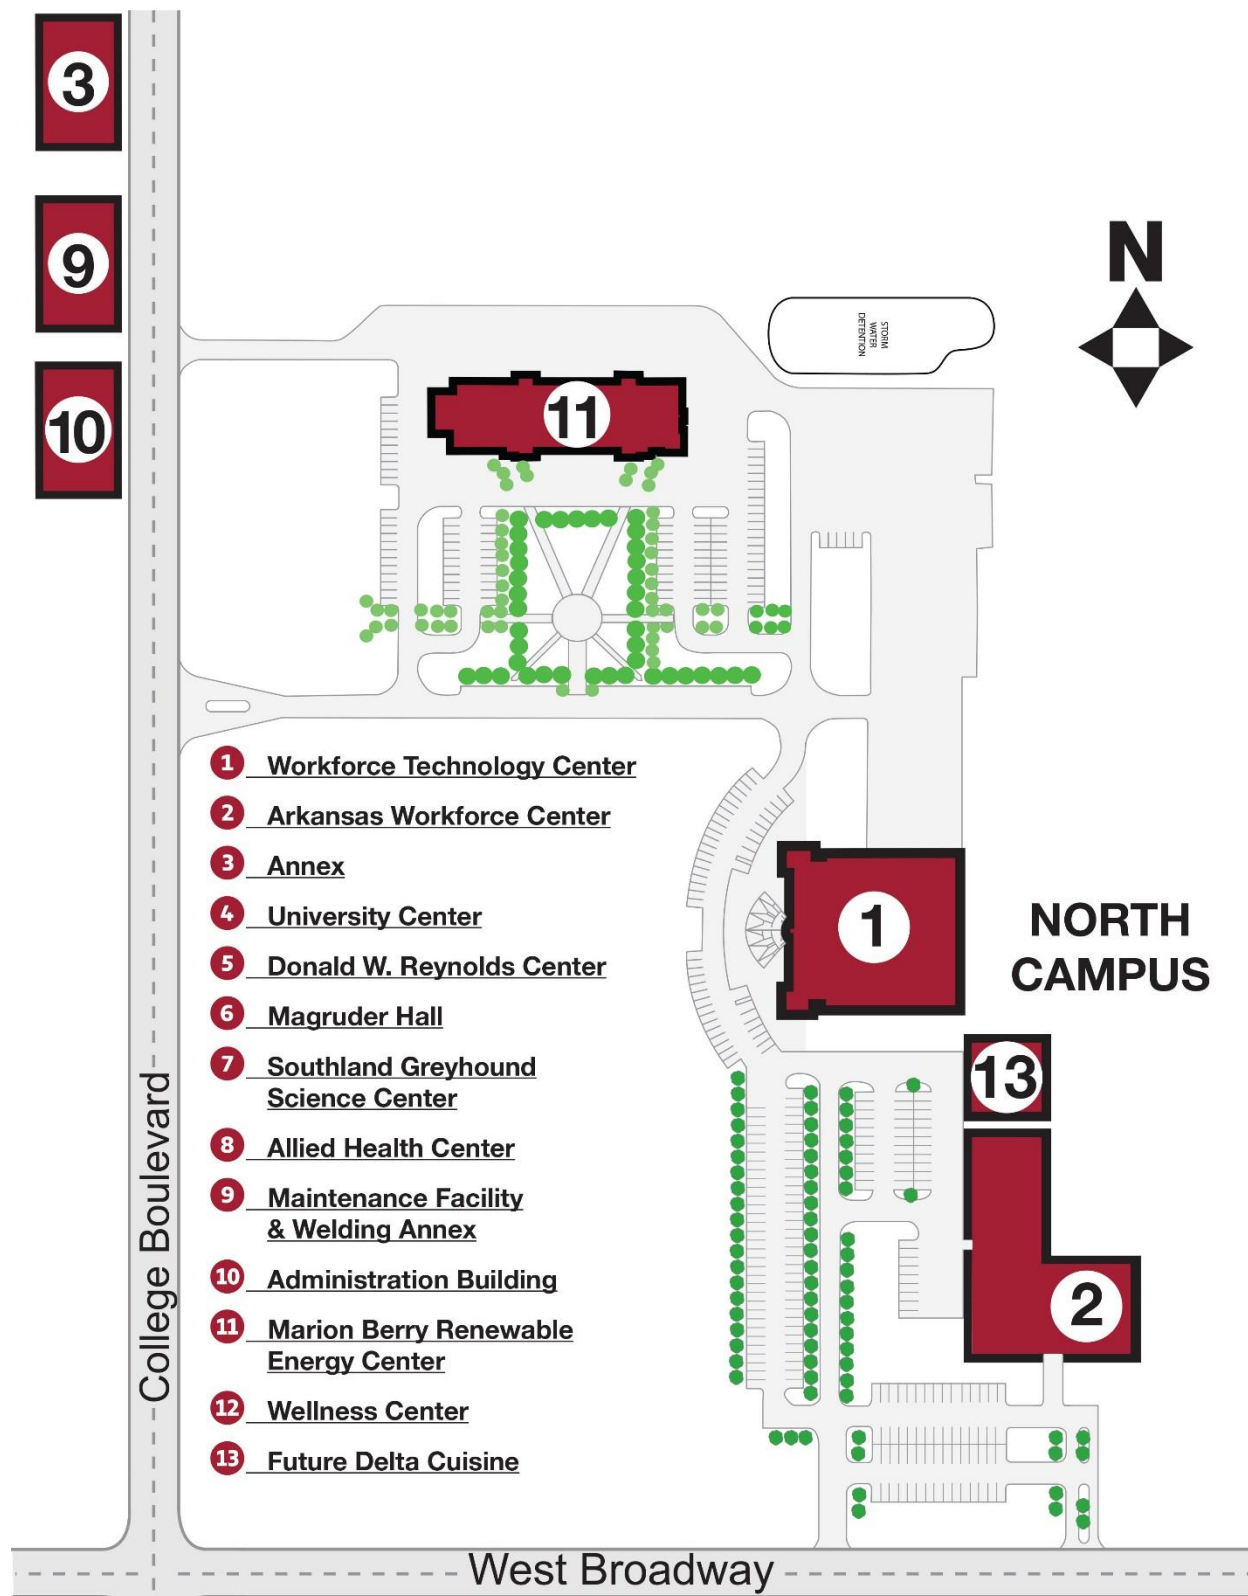 3
9
10
N
STORM
WATER
DETENTION
11
1 Workforce Technology Center
2 Arkansas Workforce Center
3 Annex
4 University Center
5 Donald W. Reynolds Center
6 Magruder Hall
7 Southland Greyhound
Science Center
8 Allied Health Center
9 Maintenance Facility
& Welding Annex
10 Administration Building
11 Marion Berry Renewable
Energy Center
12 Wellness Center
13 Future Delta Cuisine
1
NORTH
CAMPUS
13
2
College Boulevard
West Broadway